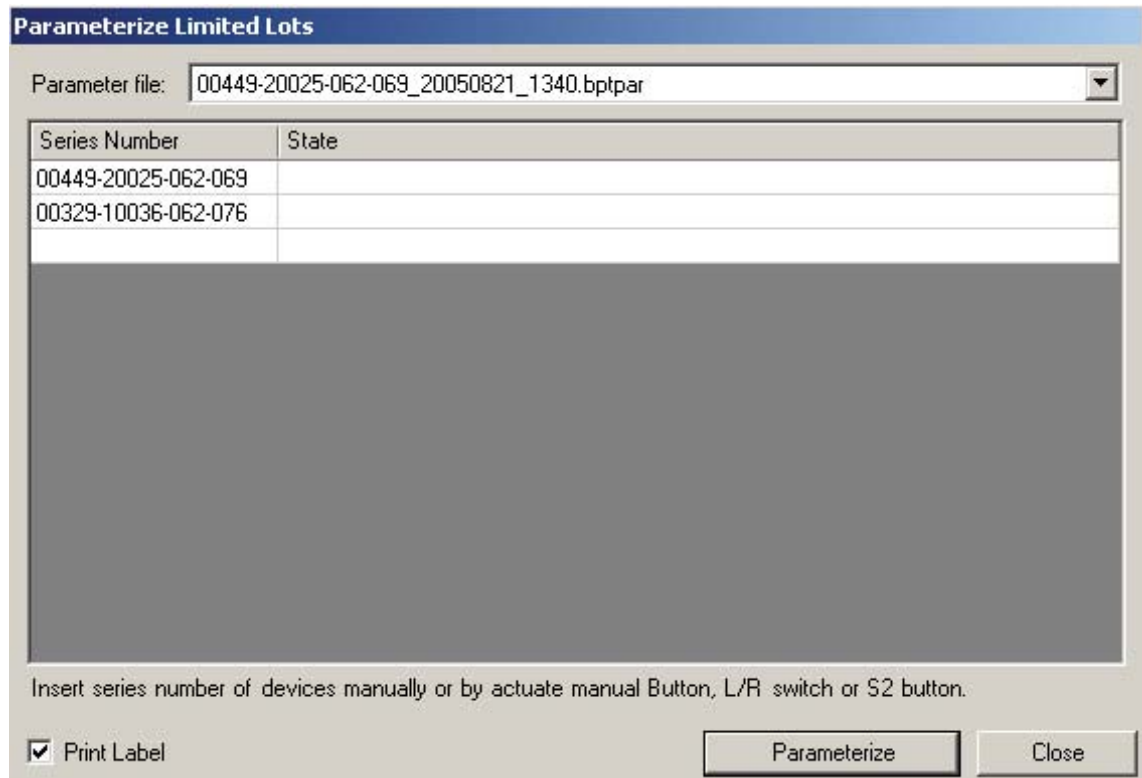 Parameterize Limited Lots
Parameter file: 00449-20025-062-069_20050821_1340.bptpar
Series Number State
00449-20025-062-069
00329-10036-062-076
Insert series number of devices manually or by actuate manual Button, L/R switch or S2 button.
Print Label Parameterize Close